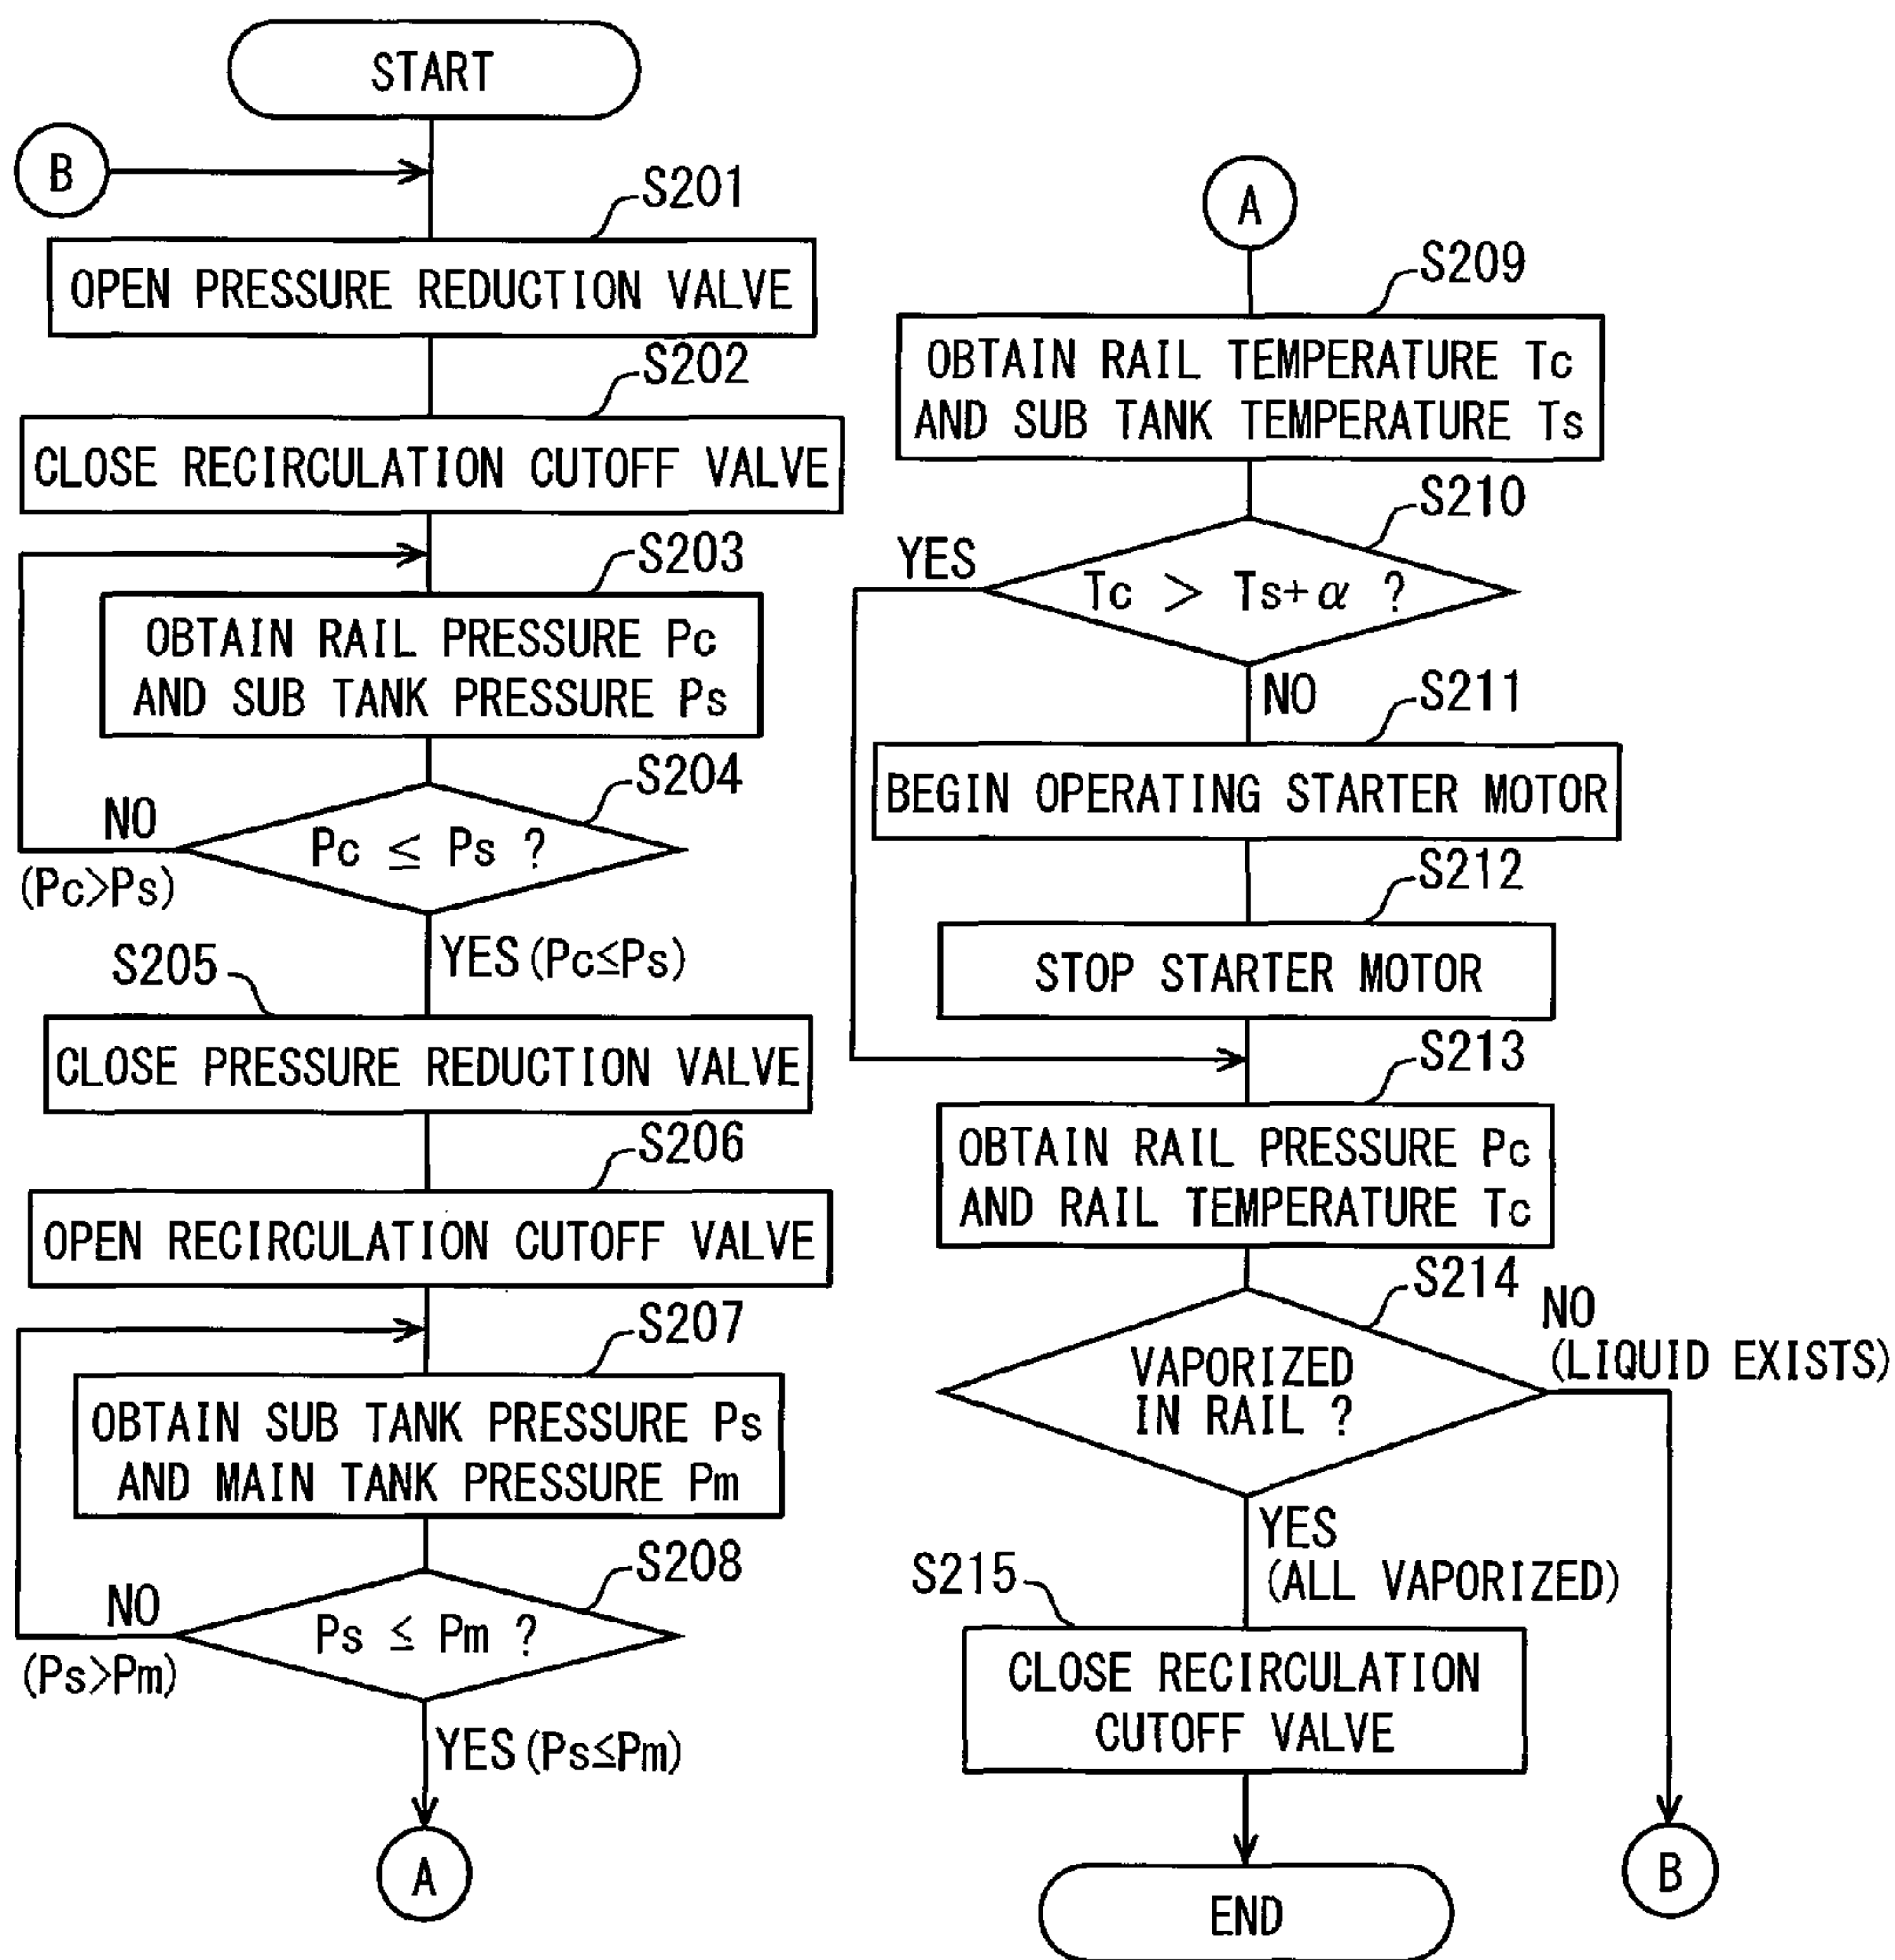 START
B
S201
OPEN PRESSURE REDUCTION VALVE
S202
CLOSE RECIRCULATION CUTOFF VALVE
S203
OBTAIN RAIL PRESSURE Pc
AND SUB TANK PRESSURE Ps
S204
Pc ≤ Ps ?
NO
(Pc>Ps)
YES (Pc≤Ps)
S205
CLOSE PRESSURE REDUCTION VALVE
S206
OPEN RECIRCULATION CUTOFF VALVE
S207
OBTAIN SUB TANK PRESSURE Ps
AND MAIN TANK PRESSURE Pm
S208
Ps ≤ Pm ?
NO
(Ps>Pm)
YES (Ps≤Pm)
A
A
S209
OBTAIN RAIL TEMPERATURE Tc
AND SUB TANK TEMPERATURE Ts
S210
Tc > Ts+α ?
YES
NO
S211
BEGIN OPERATING STARTER MOTOR
S212
STOP STARTER MOTOR
S213
OBTAIN RAIL PRESSURE Pc
AND RAIL TEMPERATURE Tc
S214
VAPORIZED
IN RAIL ?
NO
(LIQUID EXISTS)
YES
(ALL VAPORIZED)
S215
CLOSE RECIRCULATION
CUTOFF VALVE
END
B